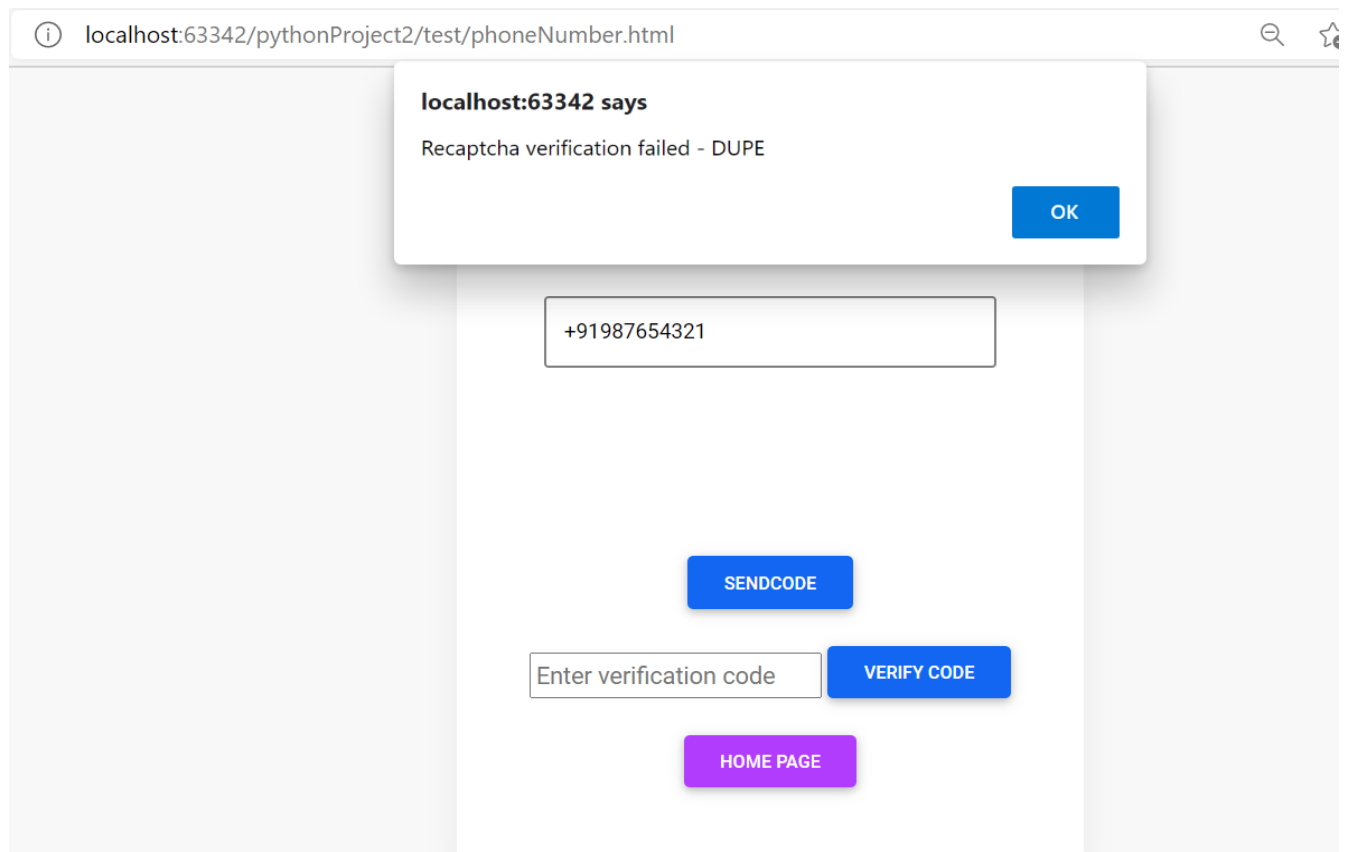 localhost:63342/pythonProject2/test/phoneNumber.html
localhost:63342 says
Recaptcha verification failed - DUPE
OK
+91987654321
SENDCODE
Enter verification code VERIFY CODE
HOME PAGE